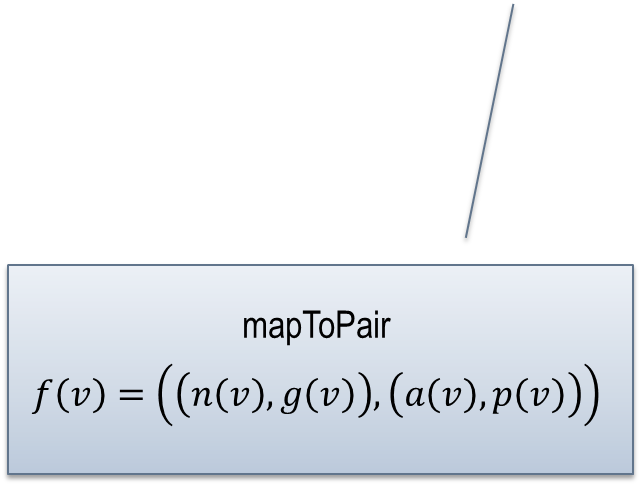 mapToPair
f(v) = ((n(v), g(v)), (a(v), p(v)))